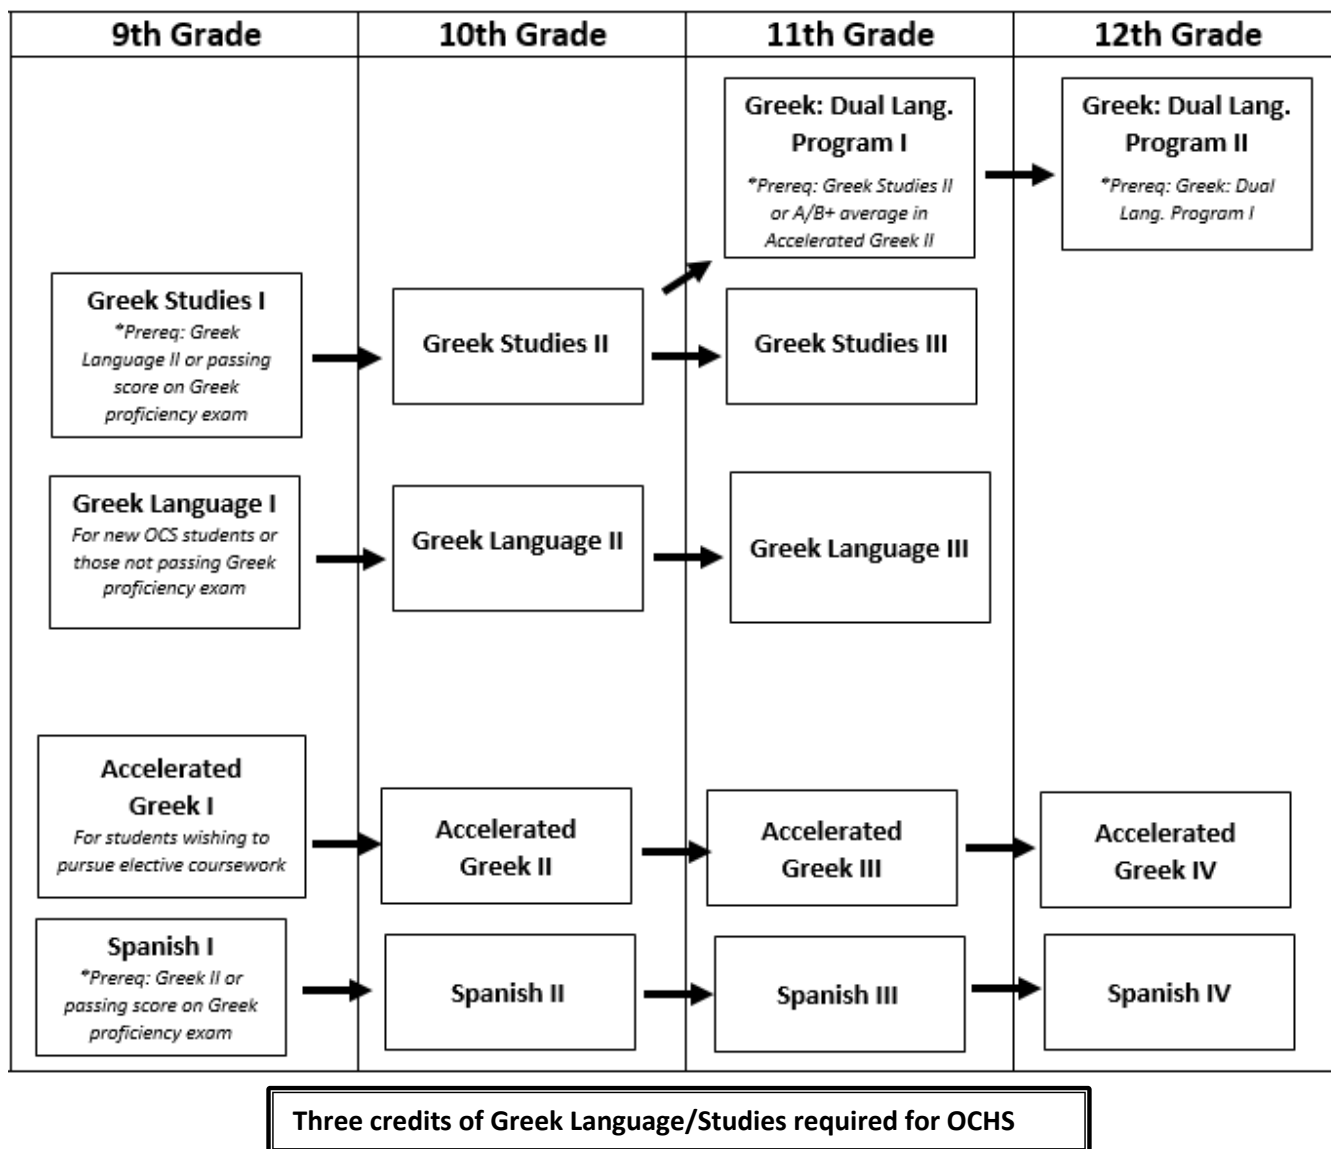 9th Grade
10th Grade
11th Grade
12th Grade
Greek: Dual Lang.
Program I
*Prereq: Greek Studies II
or A/B+ average in
Accelerated Greek II
Greek: Dual Lang.
Program II
*Prereq: Greek: Dual
Lang. Program I
Greek Studies I
*Prereq: Greek
Language II or passing
score on Greek
proficiency exam
Greek Studies II
Greek Studies III
Greek Language I
For new OCS students or
those not passing Greek
proficiency exam
Greek Language II
Greek Language III
Accelerated
Greek I
For students wishing to
pursue elective coursework
Accelerated
Greek II
Accelerated
Greek III
Accelerated
Greek IV
Spanish I
*Prereq: Greek II or
passing score on Greek
proficiency exam
Spanish II
Spanish III
Spanish IV
Three credits of Greek Language/Studies required for OCHS